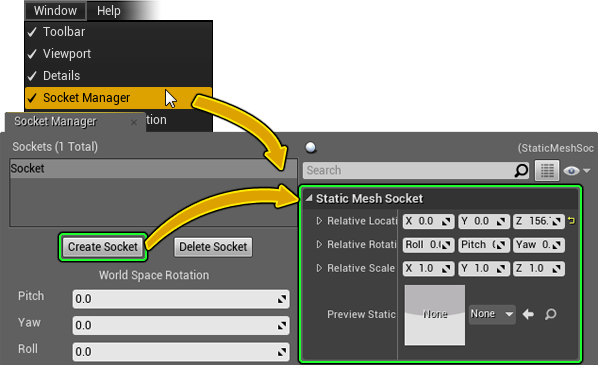 Window Help
Toolbar
Viewport
Details
Socket Manager
tion
Socket Manager
Sockets (1 Total)
Socket
Create Socket Delete Socket
World Space Rotation
Pitch 0.0
Yaw 0.0
Roll 0.0
(StaticMeshSoc
Search
Static Mesh Socket
Relative Locati X 0.0 Y 0.0 Z 156.
Relative Rotati Roll 0. Pitch Yaw 0.
Relative Scale X 1.0 Y 1.0 Z 1.0
Preview Static None None